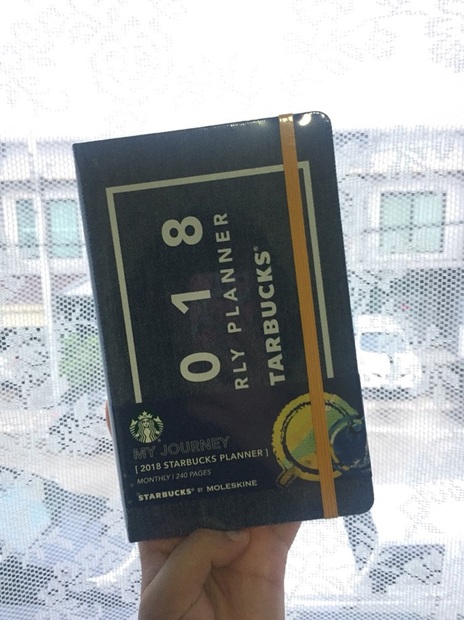 0 1 8
RLY PLANNER
TARBUCKS®
MY JOURNEY
[ 2018 STARBUCKS PLANNER ]
MONTHLY | 240 PAGES
STARBUCKS® BY MOLESKINE